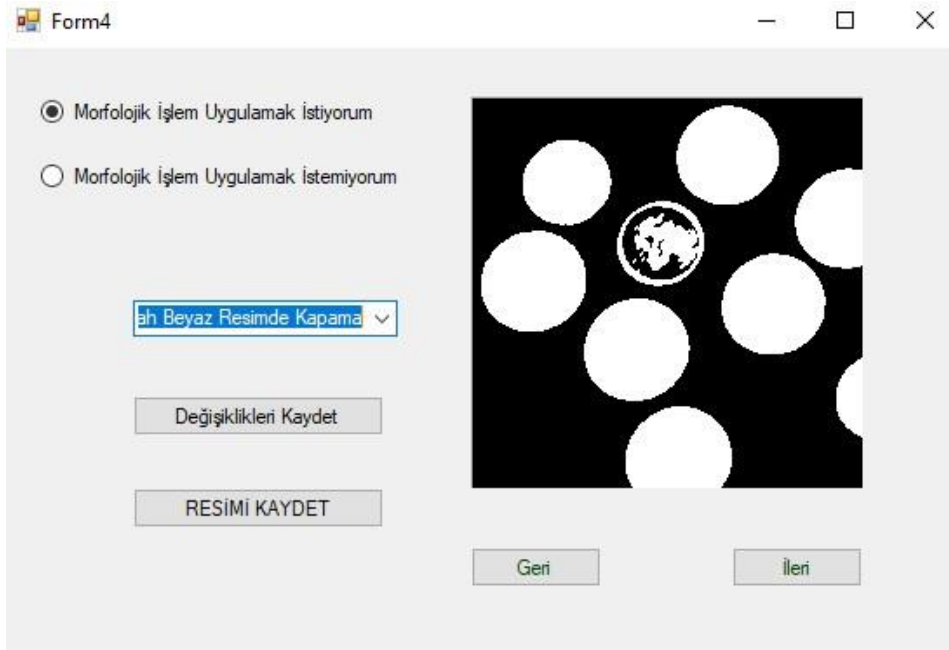 Form4
Morfolojik İşlem Uygulamak İstiyorum
Morfolojik İşlem Uygulamak İstemiyorum
ah Beyaz Resimde Kapama
Değişiklikleri Kaydet
RESİMİ KAYDET
Geri
İleri